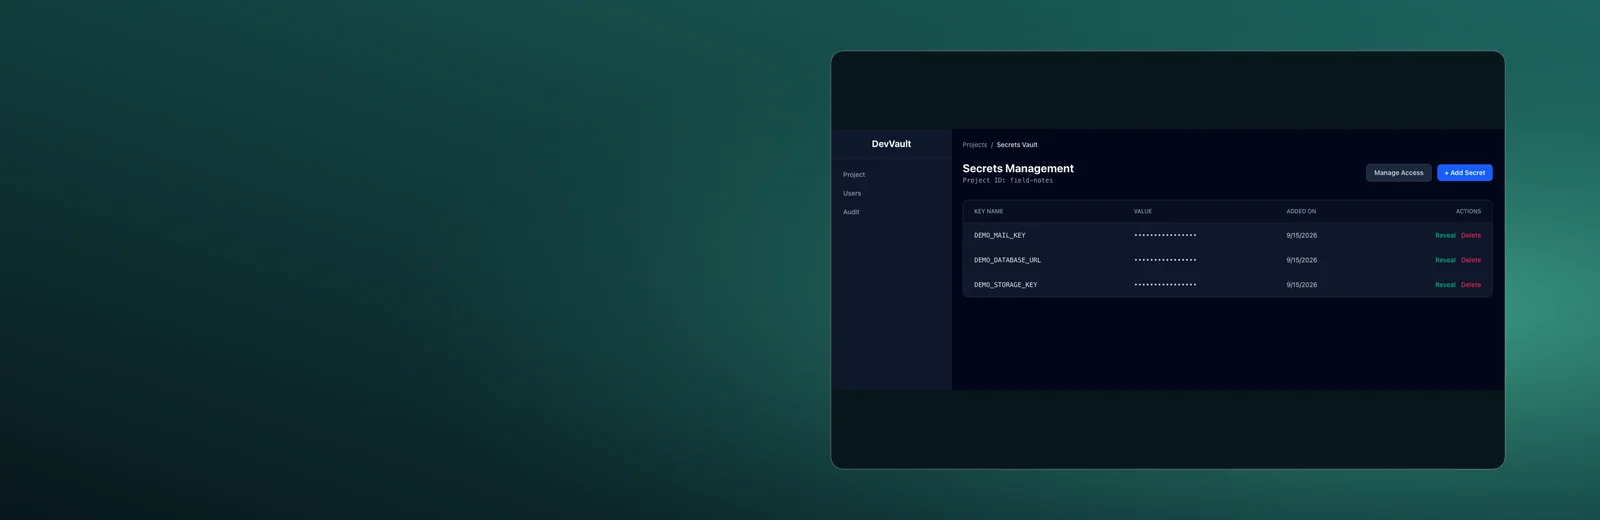 DevVault
Project
Users
Audit
Projects / Secrets Vault
Secrets Management
Project ID: field-notes
Manage Access
+ Add Secret
KEY NAME VALUE ADDED ON ACTIONS
DEMO_MAIL_KEY •••••••••••••••• 9/15/2026 Reveal Delete
DEMO_DATABASE_URL •••••••••••••••• 9/15/2026 Reveal Delete
DEMO_STORAGE_KEY •••••••••••••••• 9/15/2026 Reveal Delete